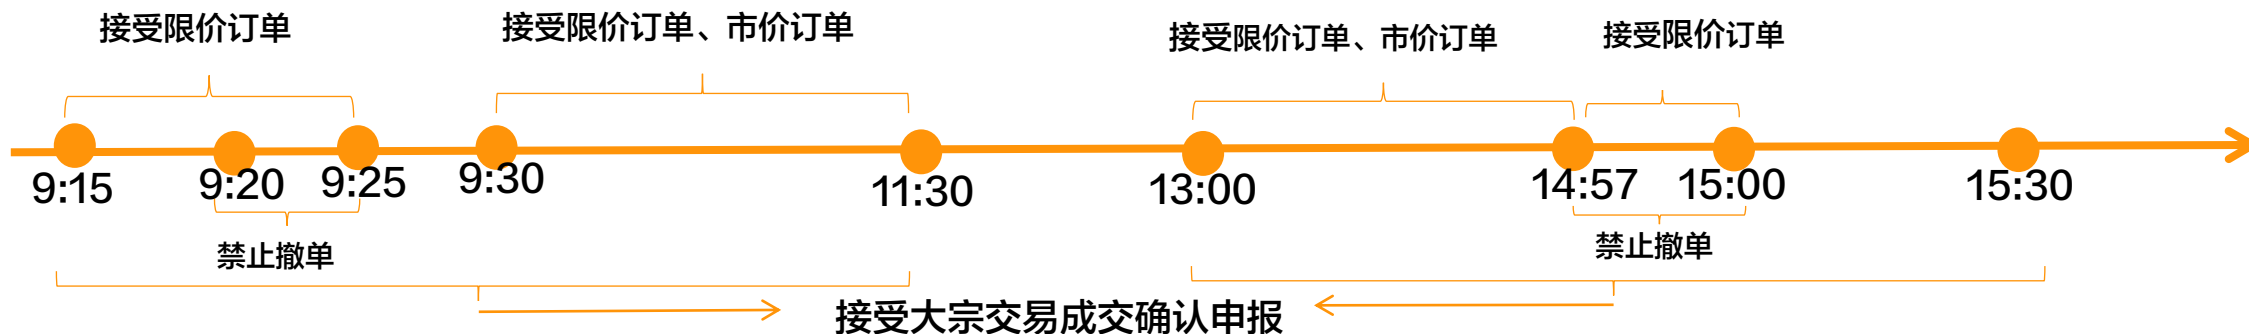 接受限价订单
接受限价订单、市价订单
接受限价订单、市价订单
接受限价订单
9:15
9:20
9:25
9:30
11:30
13:00
14:57
15:00
15:30
禁止撤单
禁止撤单
接受大宗交易成交确认申报